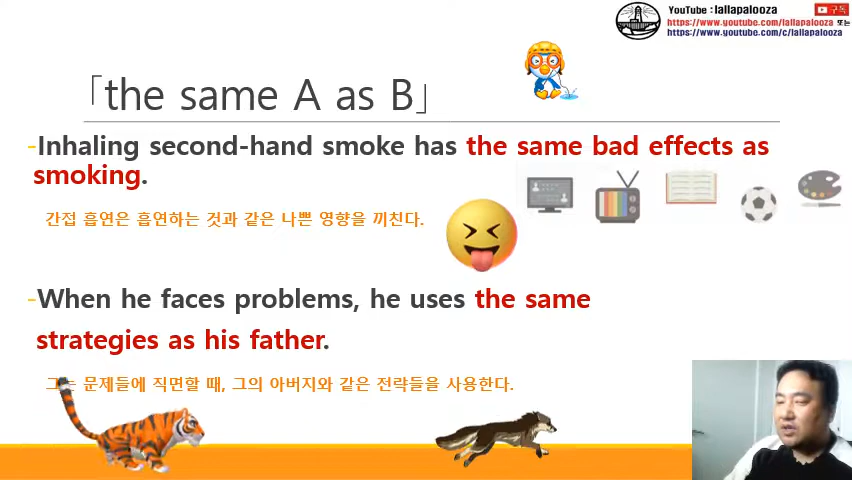 YouTube : lallapalooza
구독
https://www.youtube.com/lallapalooza 또는
https://www.youtube.com/c/lallapalooza
「the same A as B」
-Inhaling second-hand smoke has the same bad effects as
smoking.
간접 흡연은 흡연하는 것과 같은 나쁜 영향을 끼친다.
-When he faces problems, he uses the same
strategies as his father.
그는 문제들에 직면할 때, 그의 아버지와 같은 전략들을 사용한다.